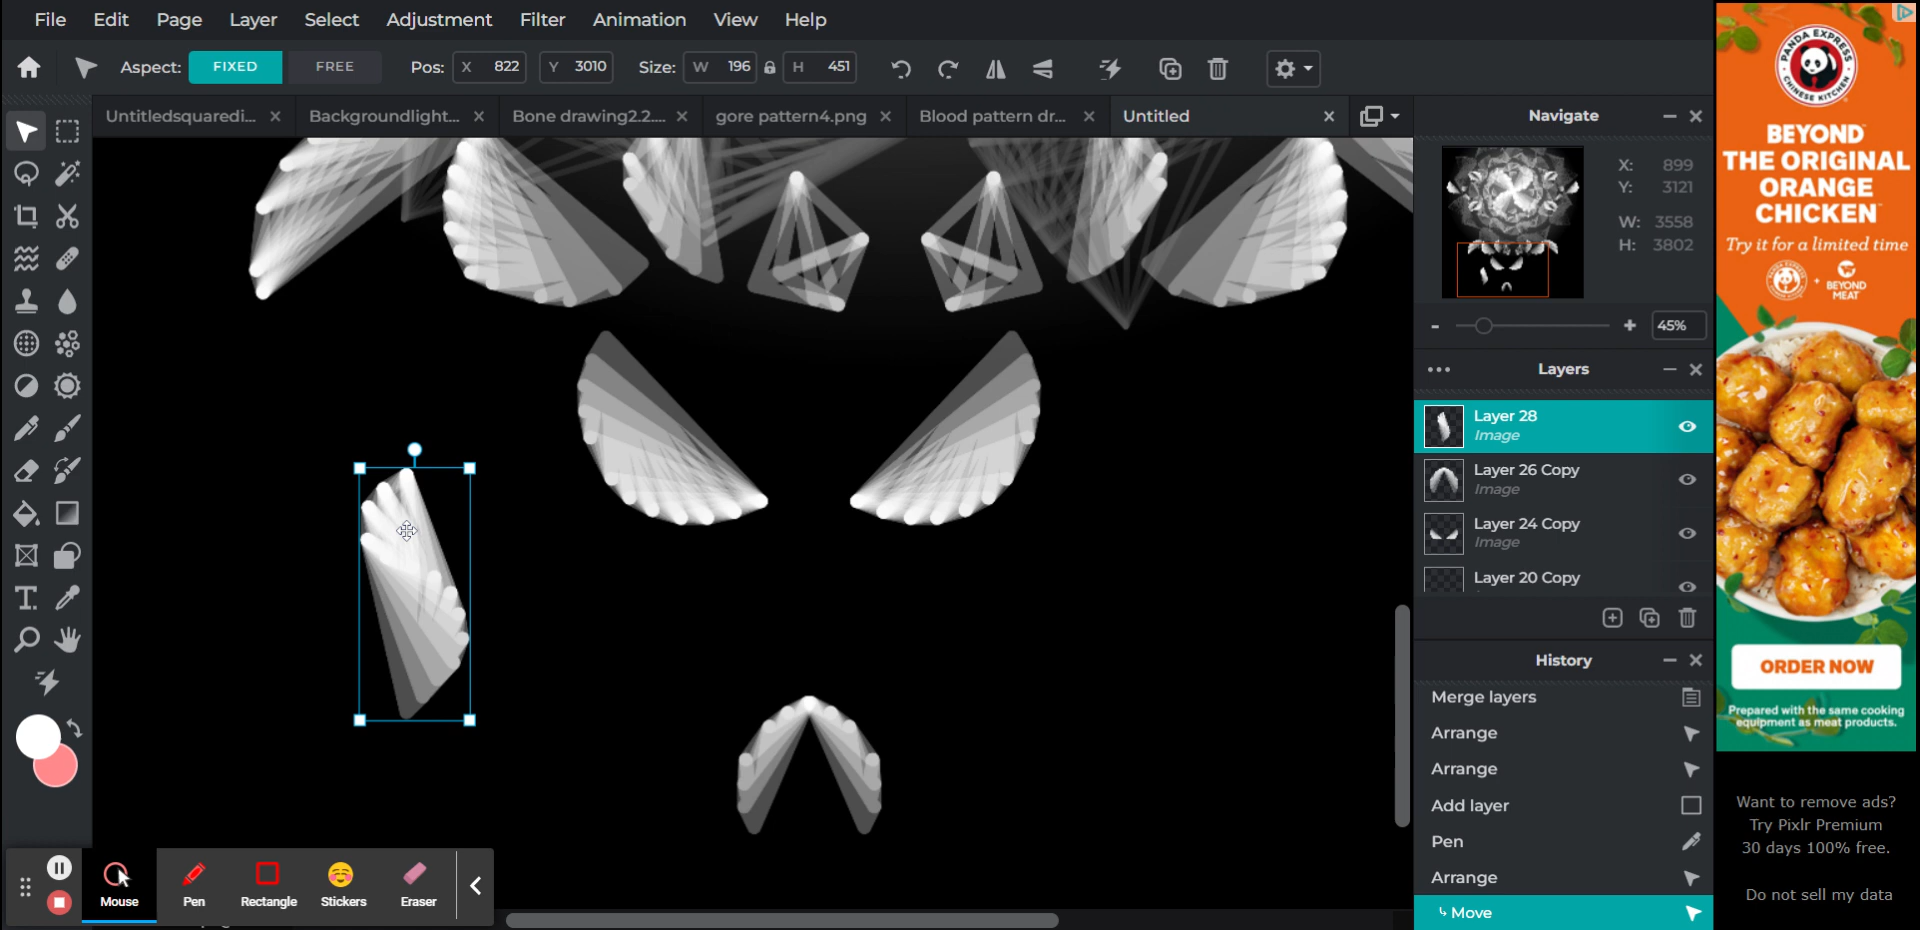 File Edit Page Layer Select Adjustment Filter Animation View Help
Aspect: FIXED FREE Pos: X 822 Y 3010 Size: W 196 H 451
Untitledsquaredi... Backgroundlight... Bone drawing2.2.... gore pattern4.png Blood pattern dr... Untitled
Navigate
X: 899
Y: 3121
W: 3558
H: 3802
- + 45%
Layers
Layer 28
Image
Layer 26 Copy
Image
Layer 24 Copy
Image
Layer 20 Copy
History
Merge layers
Arrange
Arrange
Add layer
Pen
Arrange
Move
Mouse Pen Rectangle Stickers Eraser
PANDA EXPRESS
CHINESE KITCHEN
BEYOND
THE ORIGINAL
ORANGE
CHICKEN™
Try it for a limited time
+ BEYOND MEAT
ORDER NOW
Prepared with the same cooking
equipment as meat products.
Want to remove ads?
Try Pixlr Premium
30 days 100% free.
Do not sell my data